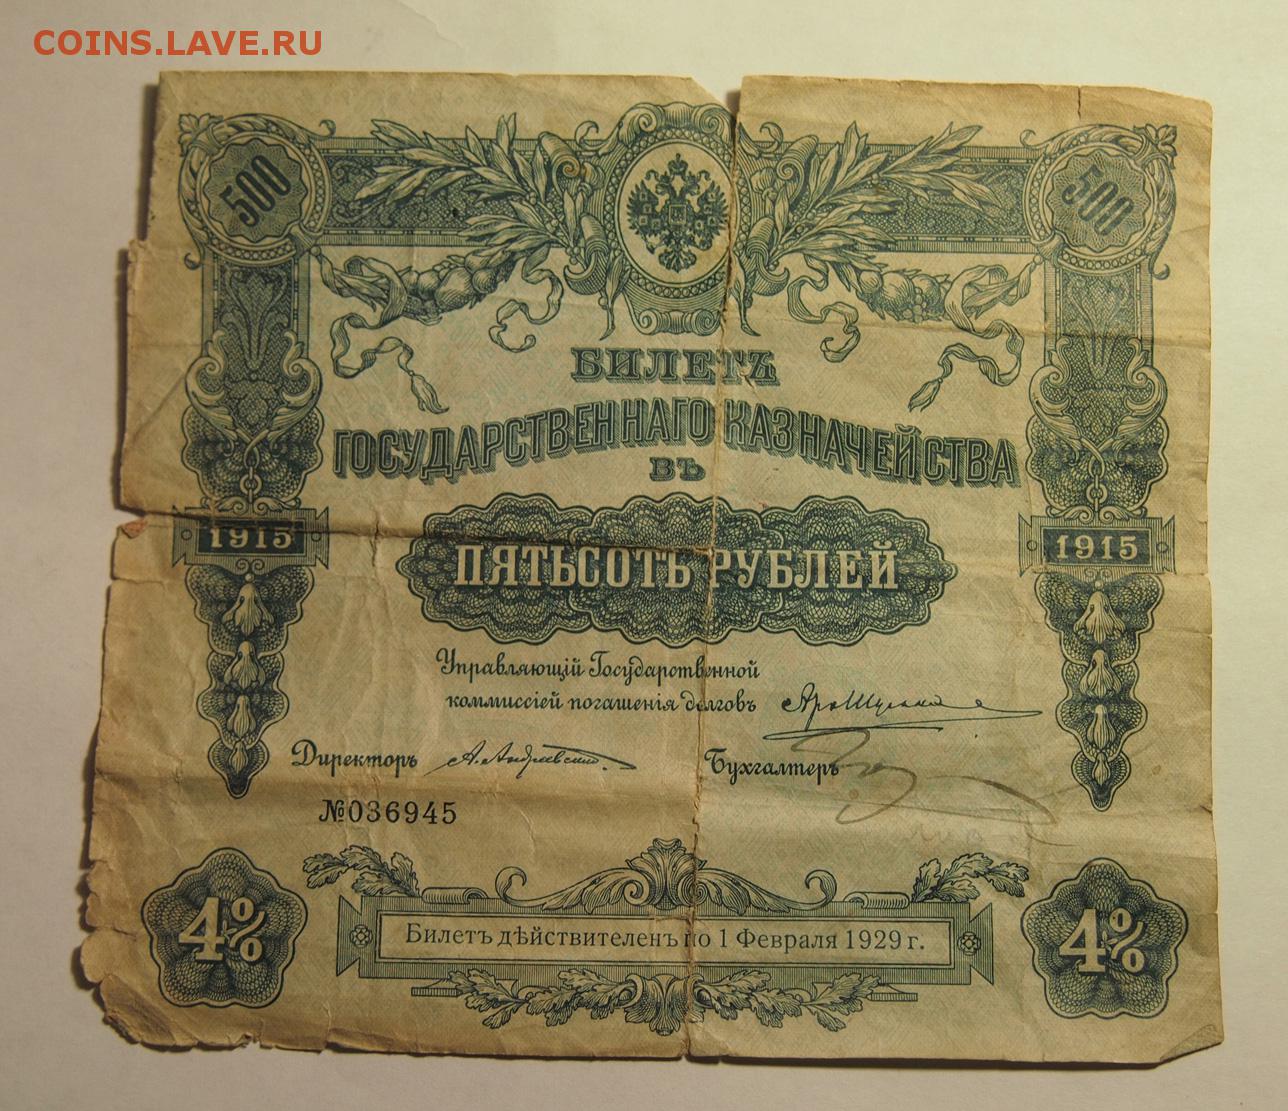 COINS.LAVE.RU
500 500
БИЛЕТЪ
ГОСУДАРСТВЕННАГО КАЗНАЧЕЙСТВА
ВЪ
1915 1915
ПЯТЬСОТЪ РУБЛЕЙ
Управляющій Государственной
коммиссіей погашенія долговъ
Директоръ Бухгалтеръ
№036945
4% 4%
Билетъ дѣйствителенъ по 1 Февраля 1929 г.